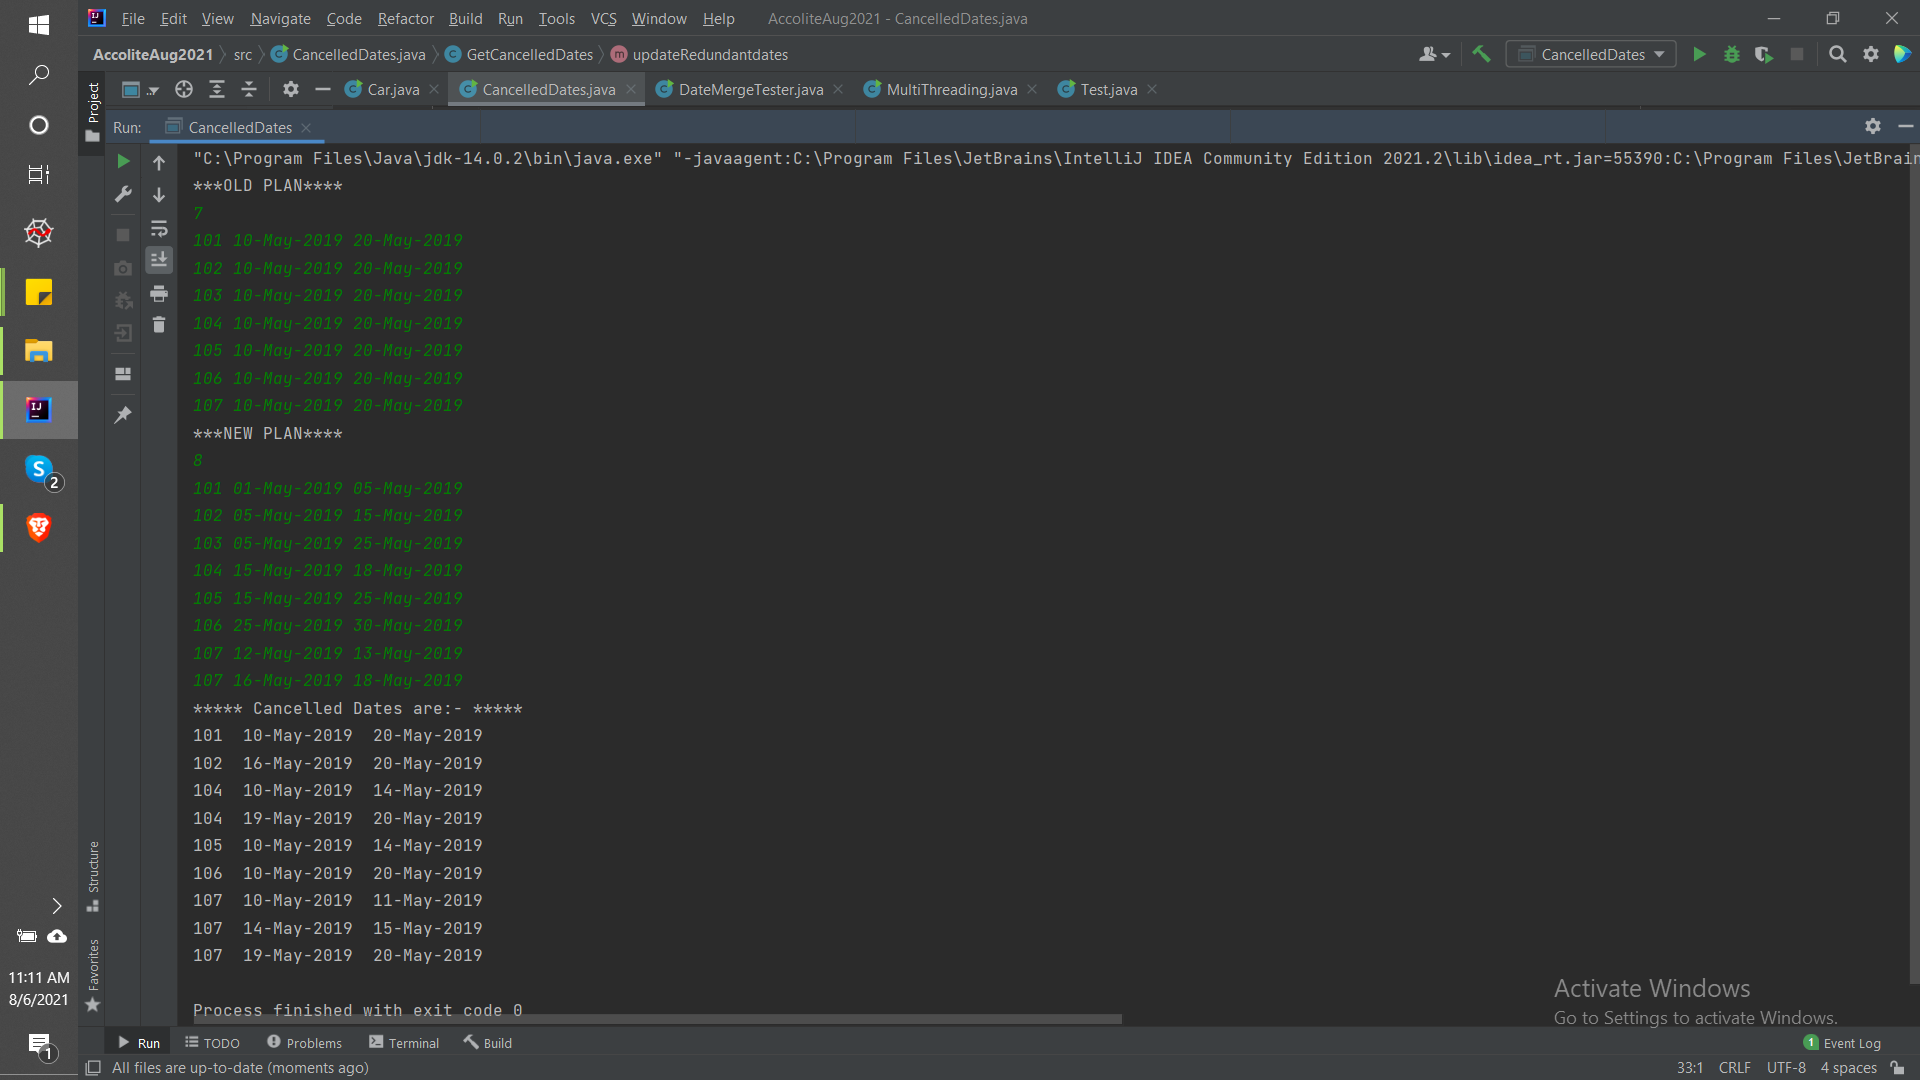 File Edit View Navigate Code Refactor Build Run Tools VCS Window Help AccoliteAug2021 - CancelledDates.java
AccoliteAug2021 src CancelledDates.java GetCancelledDates updateRedundantdates CancelledDates
Project
Car.java CancelledDates.java DateMergeTester.java MultiThreading.java Test.java
Run: CancelledDates
"C:\Program Files\Java\jdk-14.0.2\bin\java.exe" "-javaagent:C:\Program Files\JetBrains\IntelliJ IDEA Community Edition 2021.2\lib\idea_rt.jar=55390:C:\Program Files\JetBrain
***OLD PLAN****
7
101 10-May-2019 20-May-2019
102 10-May-2019 20-May-2019
103 10-May-2019 20-May-2019
104 10-May-2019 20-May-2019
105 10-May-2019 20-May-2019
106 10-May-2019 20-May-2019
107 10-May-2019 20-May-2019
***NEW PLAN****
8
101 01-May-2019 05-May-2019
102 05-May-2019 15-May-2019
103 05-May-2019 25-May-2019
104 15-May-2019 18-May-2019
105 15-May-2019 25-May-2019
106 25-May-2019 30-May-2019
107 12-May-2019 13-May-2019
107 16-May-2019 18-May-2019
***** Cancelled Dates are:- *****
101  10-May-2019  20-May-2019
102  16-May-2019  20-May-2019
104  10-May-2019  14-May-2019
104  19-May-2019  20-May-2019
105  10-May-2019  14-May-2019
106  10-May-2019  20-May-2019
107  10-May-2019  11-May-2019
107  14-May-2019  15-May-2019
107  19-May-2019  20-May-2019
Process finished with exit code 0
Structure
Favorites
IJ
S
2
11:11 AM
8/6/2021
1
Activate Windows
Go to Settings to activate Windows.
Run TODO Problems Terminal Build 1 Event Log
All files are up-to-date (moments ago) 33:1 CRLF UTF-8 4 spaces